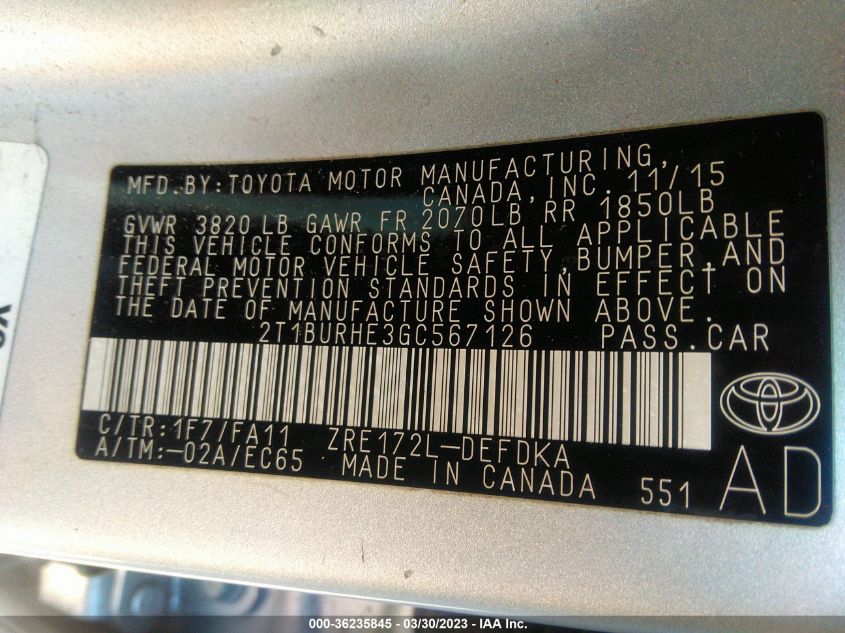 MFD.BY:TOYOTA MOTOR MANUFACTURING,
CANADA,INC. 11/15
GVWR 3820LB GAWR FR 2070LB RR 1850LB
THIS VEHICLE CONFORMS TO ALL APPLICABLE
FEDERAL MOTOR VEHICLE SAFETY,BUMPER,AND
THEFT PREVENTION STANDARDS IN EFFECT ON
THE DATE OF MANUFACTURE SHOWN ABOVE.
2T1BURHE3GC567126 PASS.CAR
C/TR:1F7/FA11 ZRE172L-DEFDKA
A/TM:-02A/EC65 MADE IN CANADA 551 AD
000-36235845 - 03/30/2023 - IAA Inc.